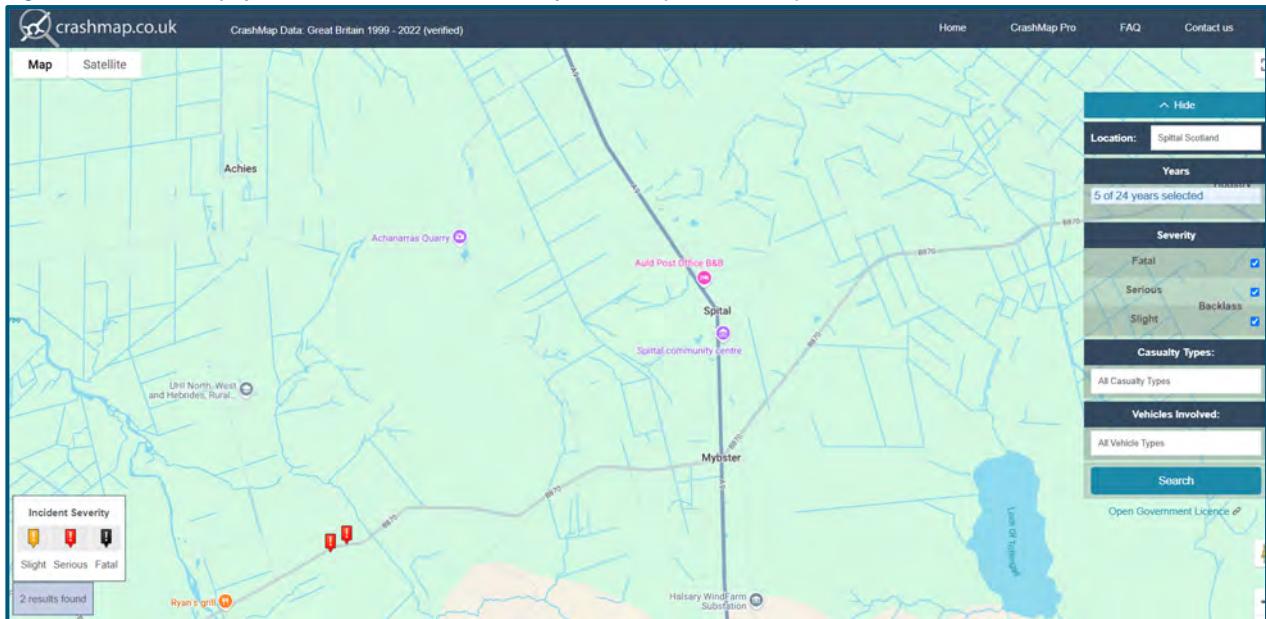 crashmap.co.uk
CrashMap Data: Great Britain 1999 - 2022 (verified)
Home
CrashMap Pro
FAQ
Contact us
Map
Satellite
Hide
Location:
Spittal Scotland
Years
5 of 24 years selected
Severity
Fatal
Serious
Backlass
Slight
Casualty Types:
All Casualty Types
Vehicles Involved:
All Vehicle Types
Search
Open Government Licence
A9
Achies
Achanarras Quarry
B870
B870
Auld Post Office B&B
A9
Spital
Spittal community centre
B870
UHI North, West
and Hebrides, Rural...
Mybster
B870
B870
A9
B870
Loch Of Toftingall
Halsary WindFarm
Substation
Ryan's grill
Incident Severity
Slight
Serious
Fatal
2 results found